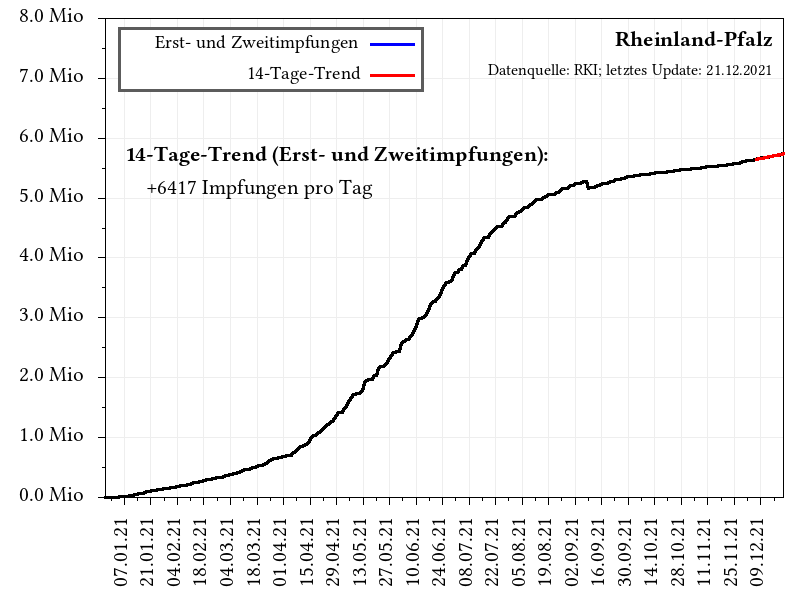 8.0 Mio
Erst- und Zweitimpfungen
14-Tage-Trend
Rheinland-Pfalz
Datenquelle: RKI; letztes Update: 21.12.2021
7.0 Mio
6.0 Mio
14-Tage-Trend (Erst- und Zweitimpfungen):
+6417 Impfungen pro Tag
5.0 Mio
4.0 Mio
3.0 Mio
2.0 Mio
1.0 Mio
0.0 Mio
07.01.21
21.01.21
04.02.21
18.02.21
04.03.21
18.03.21
01.04.21
15.04.21
29.04.21
13.05.21
27.05.21
10.06.21
24.06.21
08.07.21
22.07.21
05.08.21
19.08.21
02.09.21
16.09.21
30.09.21
14.10.21
28.10.21
11.11.21
25.11.21
09.12.21